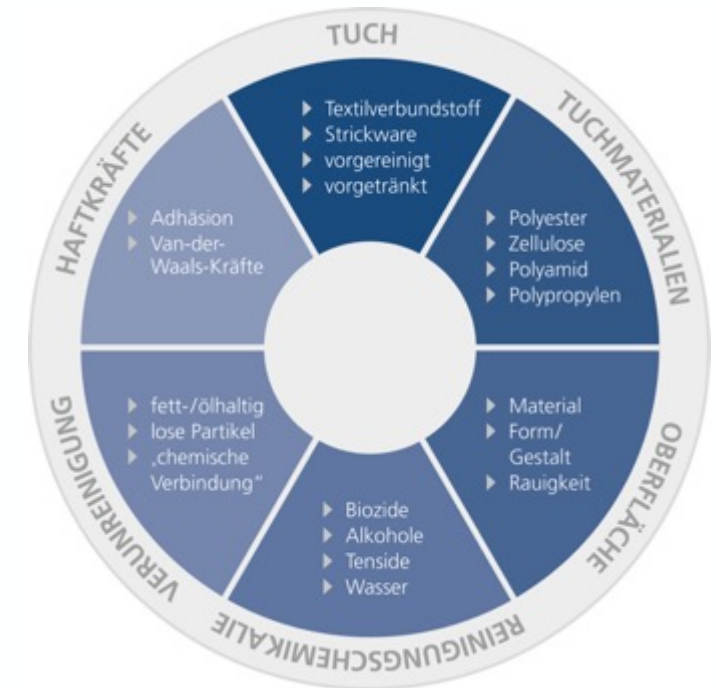 TUCH
Textilverbundstoff
Strickware
vorgereinigt
vorgetränkt
TUCHMATERIALIEN
Polyester
Zellulose
Polyamid
Polypropylen
OBERFLÄCHE
Material
Form/
Gestalt
Rauigkeit
REINIGUNGSCHEMIKALIE
Biozide
Alkohole
Tenside
Wasser
VERUNREINIGUNG
fett-/ölhaltig
lose Partikel
„chemische
Verbindung“
HAFTKRÄFTE
Adhäsion
Van-der-
Waals-Kräfte